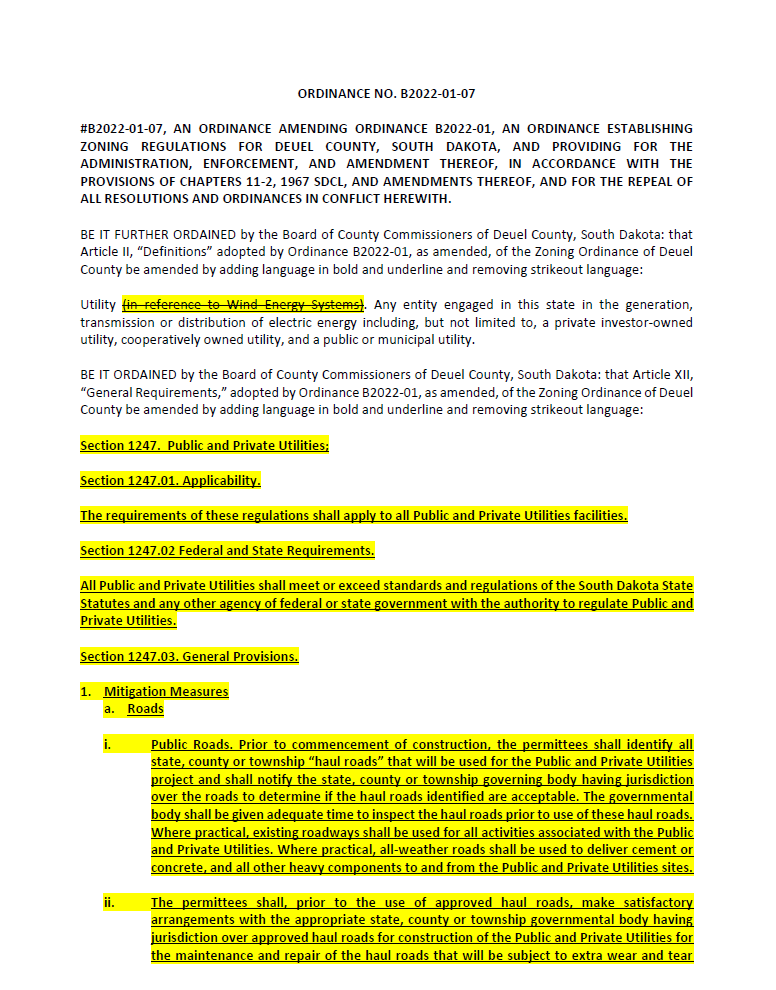 ORDINANCE NO. B2022-01-07
#B2022-01-07, AN ORDINANCE AMENDING ORDINANCE B2022-01, AN ORDINANCE ESTABLISHING
ZONING REGULATIONS FOR DEUEL COUNTY, SOUTH DAKOTA, AND PROVIDING FOR THE
ADMINISTRATION, ENFORCEMENT, AND AMENDMENT THEREOF, IN ACCORDANCE WITH THE
PROVISIONS OF CHAPTERS 11-2, 1967 SDCL, AND AMENDMENTS THEREOF, AND FOR THE REPEAL OF
ALL RESOLUTIONS AND ORDINANCES IN CONFLICT HEREWITH.
BE IT FURTHER ORDAINED by the Board of County Commissioners of Deuel County, South Dakota: that
Article II, “Definitions” adopted by Ordinance B2022-01, as amended, of the Zoning Ordinance of Deuel
County be amended by adding language in bold and underline and removing strikeout language:
Utility (in reference to Wind Energy Systems). Any entity engaged in this state in the generation,
transmission or distribution of electric energy including, but not limited to, a private investor-owned
utility, cooperatively owned utility, and a public or municipal utility.
BE IT ORDAINED by the Board of County Commissioners of Deuel County, South Dakota: that Article XII,
“General Requirements,” adopted by Ordinance B2022-01, as amended, of the Zoning Ordinance of Deuel
County be amended by adding language in bold and underline and removing strikeout language:
Section 1247. Public and Private Utilities;
Section 1247.01. Applicability.
The requirements of these regulations shall apply to all Public and Private Utilities facilities.
Section 1247.02 Federal and State Requirements.
All Public and Private Utilities shall meet or exceed standards and regulations of the South Dakota State
Statutes and any other agency of federal or state government with the authority to regulate Public and
Private Utilities.
Section 1247.03. General Provisions.
1. Mitigation Measures
a. Roads
i. Public Roads. Prior to commencement of construction, the permittees shall identify all
state, county or township “haul roads” that will be used for the Public and Private Utilities
project and shall notify the state, county or township governing body having jurisdiction
over the roads to determine if the haul roads identified are acceptable. The governmental
body shall be given adequate time to inspect the haul roads prior to use of these haul roads.
Where practical, existing roadways shall be used for all activities associated with the Public
and Private Utilities. Where practical, all-weather roads shall be used to deliver cement or
concrete, and all other heavy components to and from the Public and Private Utilities sites.
ii. The permittees shall, prior to the use of approved haul roads, make satisfactory
arrangements with the appropriate state, county or township governmental body having
jurisdiction over approved haul roads for construction of the Public and Private Utilities for
the maintenance and repair of the haul roads that will be subject to extra wear and tear